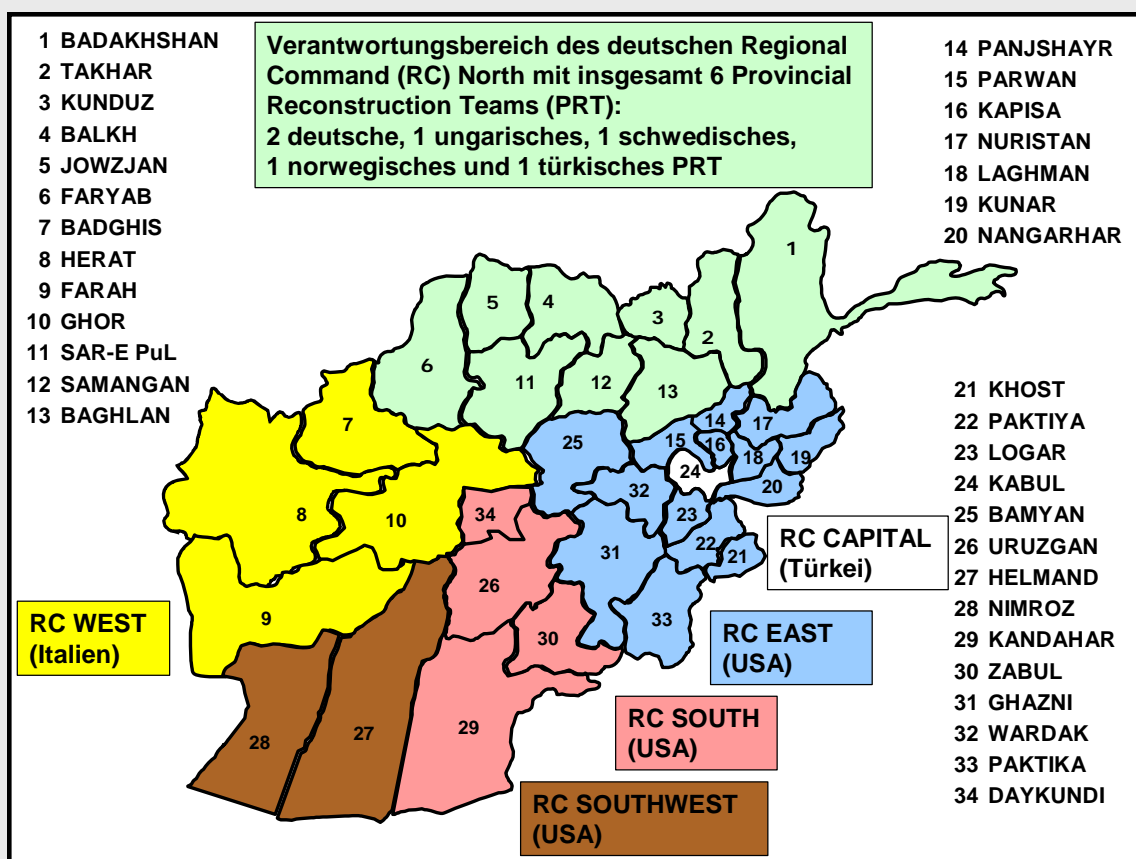 1 BADAKHSHAN
2 TAKHAR
3 KUNDUZ
4 BALKH
5 JOWZJAN
6 FARYAB
7 BADGHIS
8 HERAT
9 FARAH
10 GHOR
11 SAR-E PuL
12 SAMANGAN
13 BAGHLAN
Verantwortungsbereich des deutschen Regional
Command (RC) North mit insgesamt 6 Provincial
Reconstruction Teams (PRT):
2 deutsche, 1 ungarisches, 1 schwedisches,
1 norwegisches und 1 türkisches PRT
14 PANJSHAYR
15 PARWAN
16 KAPISA
17 NURISTAN
18 LAGHMAN
19 KUNAR
20 NANGARHAR
21 KHOST
22 PAKTIYA
23 LOGAR
24 KABUL
25 BAMYAN
26 URUZGAN
27 HELMAND
28 NIMROZ
29 KANDAHAR
30 ZABUL
31 GHAZNI
32 WARDAK
33 PAKTIKA
34 DAYKUNDI
1
5
4
3
2
6
11
12
13
7
25
14
17
15
16
18
19
24
20
32
8
10
34
23
31
22
21
26
9
30
33
28
27
29
RC CAPITAL
(Türkei)
RC WEST
(Italien)
RC EAST
(USA)
RC SOUTH
(USA)
RC SOUTHWEST
(USA)